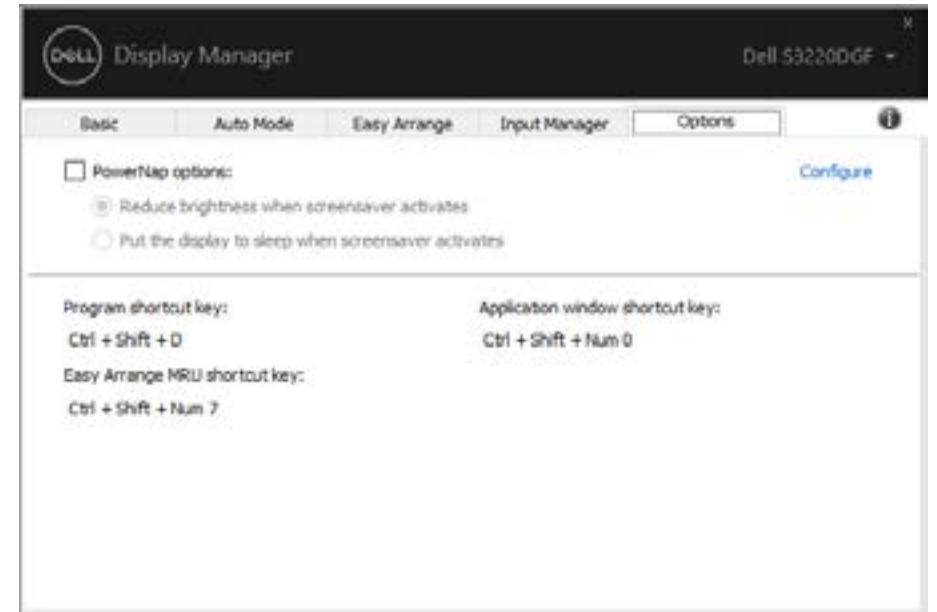 X
DELL Display Manager
Dell S3220DGF
Basic Auto Mode Easy Arrange Input Manager Options i
PowerNap options: Configure
Reduce brightness when screensaver activates
Put the display to sleep when screensaver activates
Program shortcut key: Application window shortcut key:
Ctrl + Shift + D Ctrl + Shift + Num 0
Easy Arrange MRU shortcut key:
Ctrl + Shift + Num 7